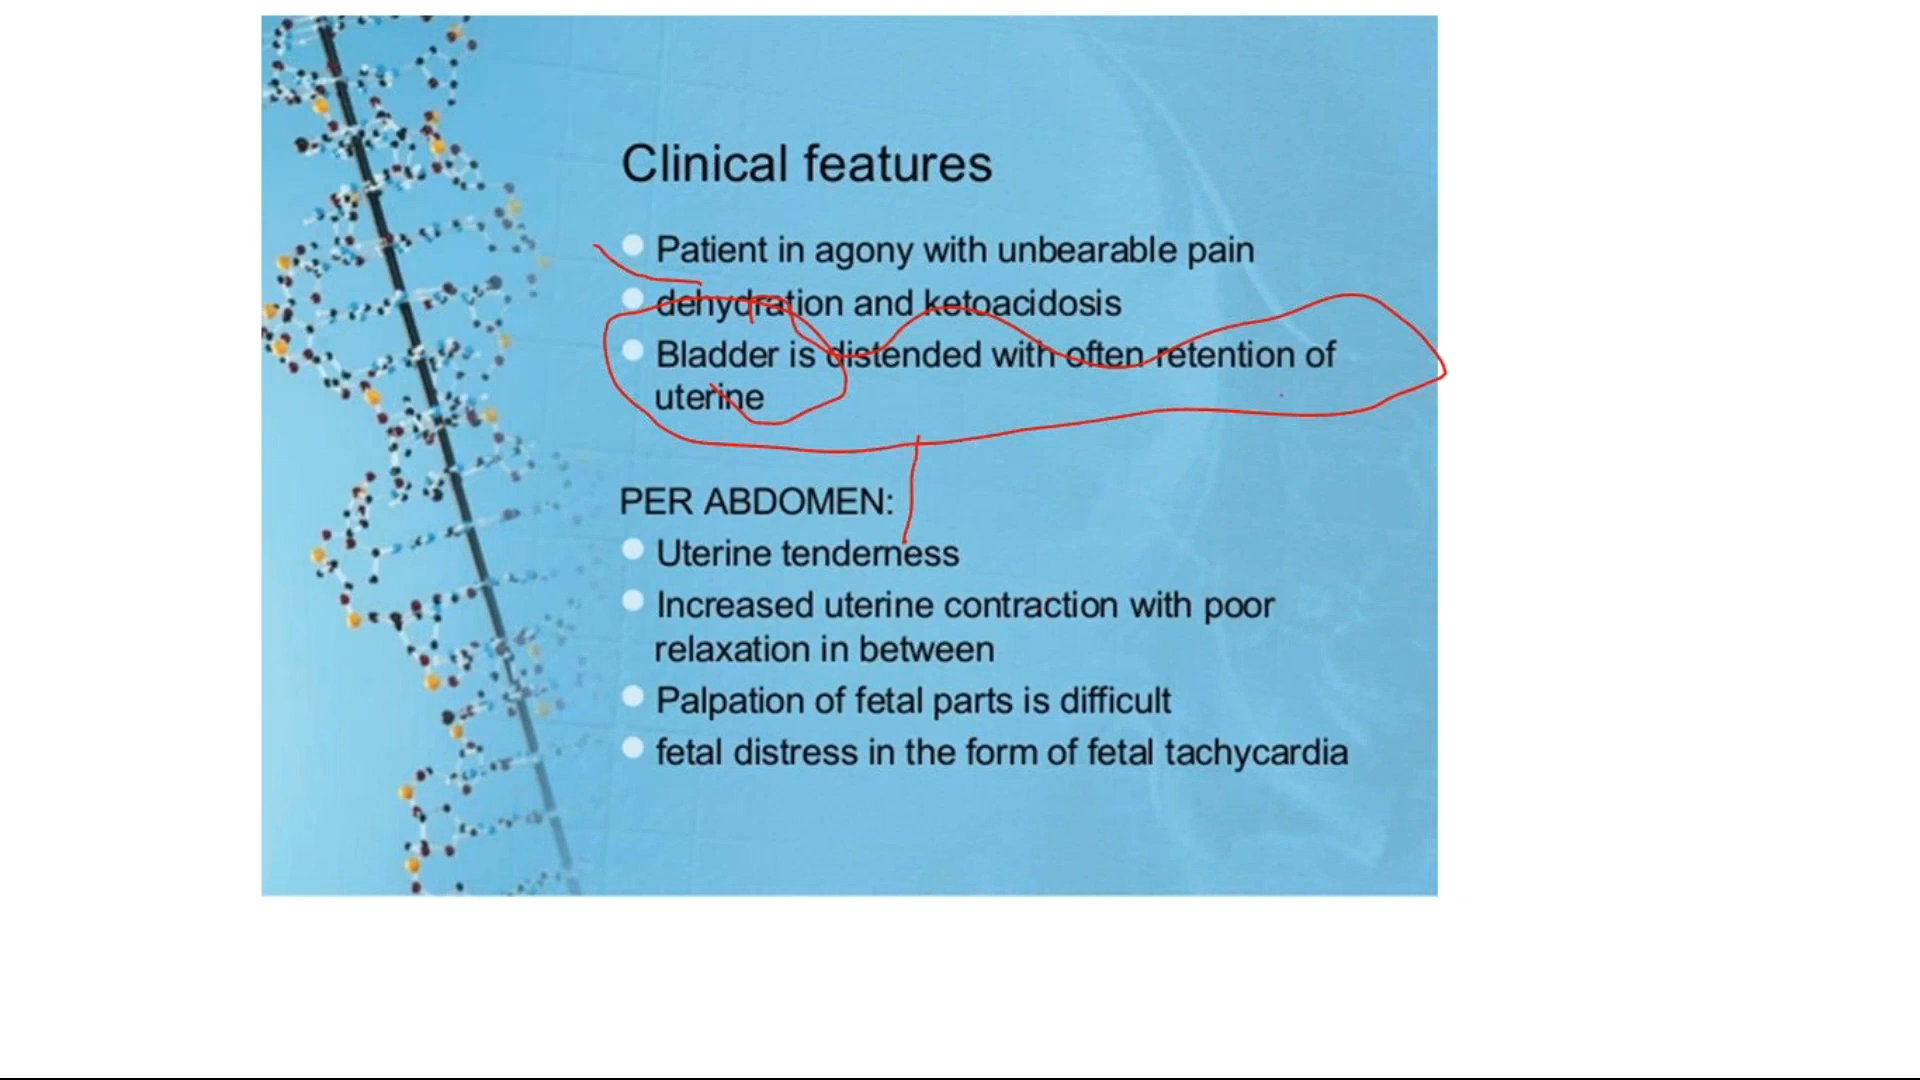 Clinical features
Patient in agony with unbearable pain
dehydration and ketoacidosis
Bladder is distended with often retention of
uterine
PER ABDOMEN:
Uterine tenderness
Increased uterine contraction with poor
relaxation in between
Palpation of fetal parts is difficult
fetal distress in the form of fetal tachycardia